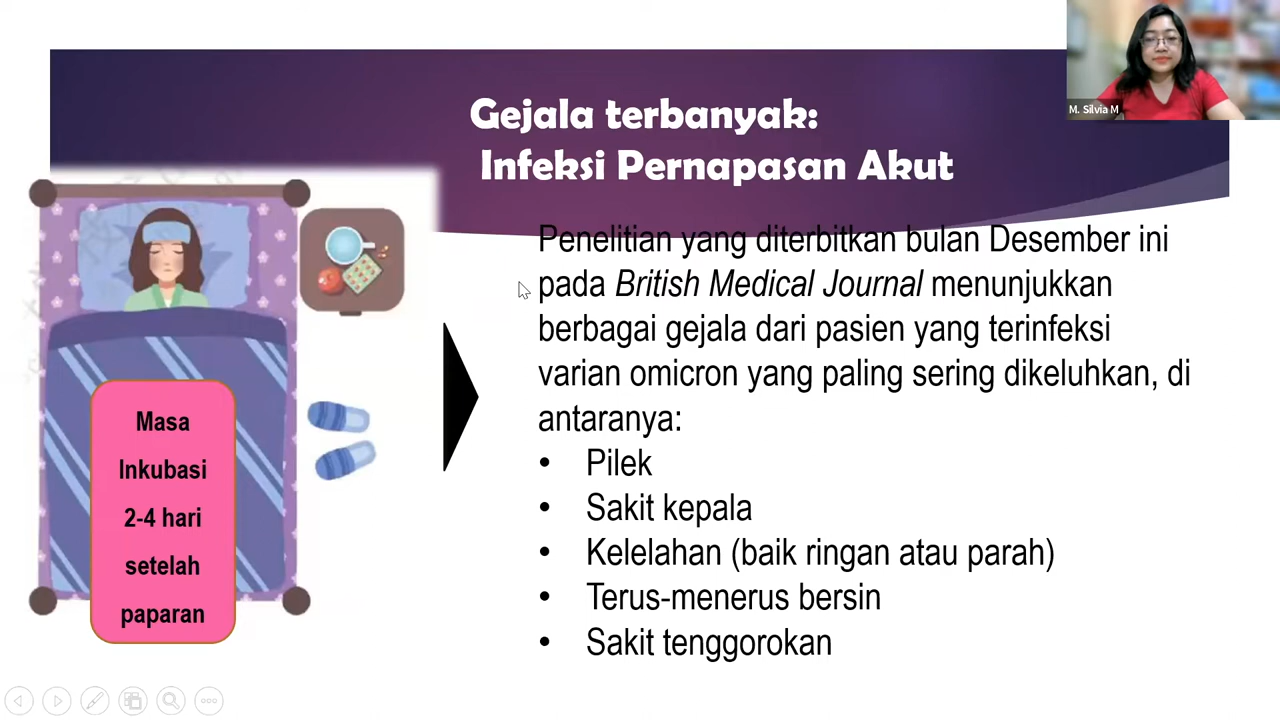 M. Silvia M
Gejala terbanyak:
Infeksi Pernapasan Akut
Penelitian yang diterbitkan bulan Desember ini
pada British Medical Journal menunjukkan
berbagai gejala dari pasien yang terinfeksi
varian omicron yang paling sering dikeluhkan, di
antaranya:
• Pilek
• Sakit kepala
• Kelelahan (baik ringan atau parah)
• Terus-menerus bersin
• Sakit tenggorokan
Masa
Inkubasi
2-4 hari
setelah
paparan